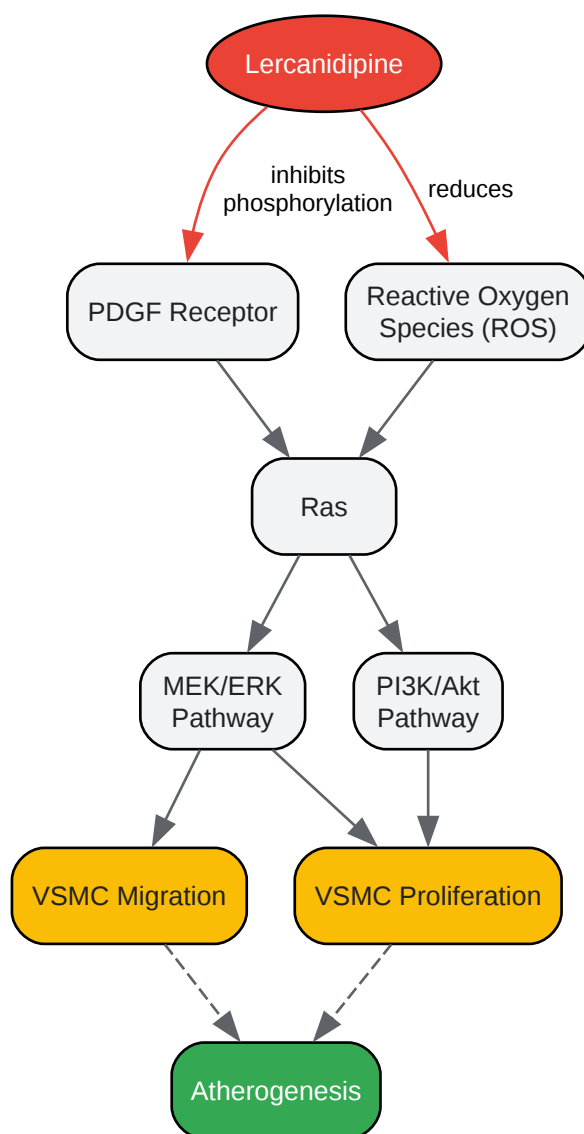 Lercanidipine
inhibits
phosphorylation
reduces
PDGF Receptor
Reactive Oxygen
Species (ROS)
Ras
MEK/ERK
Pathway
PI3K/Akt
Pathway
VSMC Migration
VSMC Proliferation
Atherogenesis